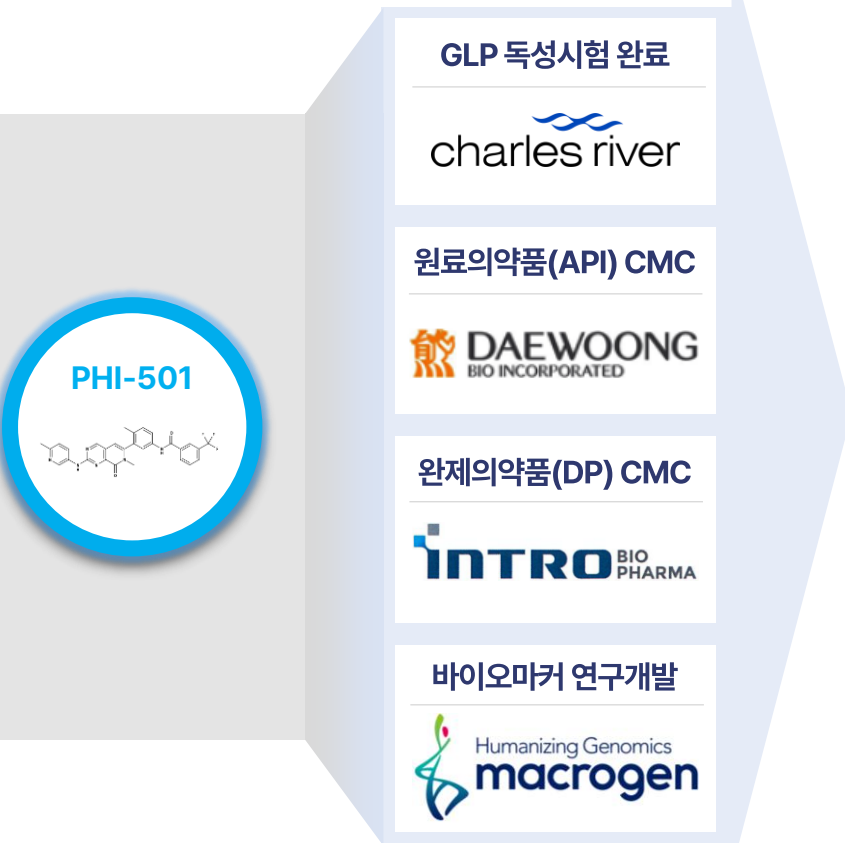 PHI-501
GLP 독성시험 완료
charles river
원료의약품(API) CMC
DAEWOONG
BIO INCORPORATED
완제의약품(DP) CMC
INTRO BIO PHARMA
바이오마커 연구개발
Humanizing Genomics
macrogen